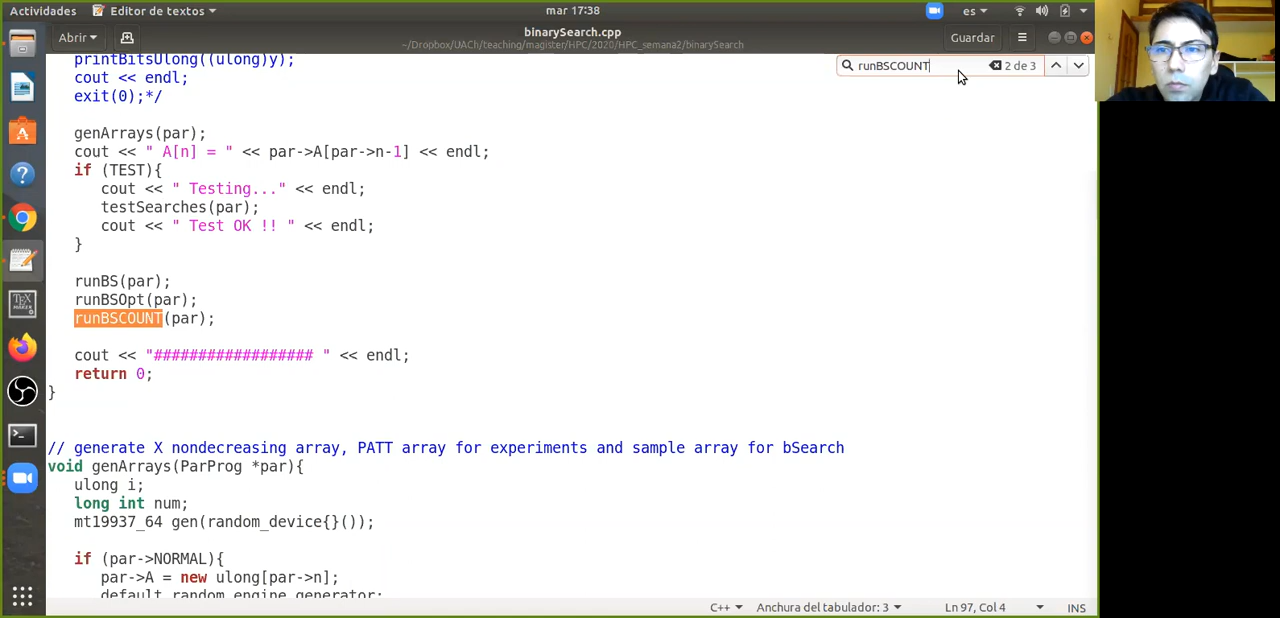 Actividades
Editor de textos
mar 17:38
es
Abrir
binarySearch.cpp
~/Dropbox/UACh/teaching/magister/HPC/2020/HPC_semana2/binarySearch
Guardar
runBSCOUNT
2 de 3
printBitsUlong((ulong)y);
cout << endl;
exit(0);*/
genArrays(par);
cout << " A[n] = " << par->A[par->n-1] << endl;
if (TEST){
cout << " Testing..." << endl;
testSearches(par);
cout << " Test OK !! " << endl;
}
runBS(par);
runBSOpt(par);
runBSCOUNT(par);
cout << "################## " << endl;
return 0;
}
// generate X nondecreasing array, PATT array for experiments and sample array for bSearch
void genArrays(ParProg *par){
ulong i;
long int num;
mt19937_64 gen(random_device{}());
if (par->NORMAL){
par->A = new ulong[par->n];
default_random_engine generator;
C++
Anchura del tabulador: 3
Ln 97, Col 4
INS